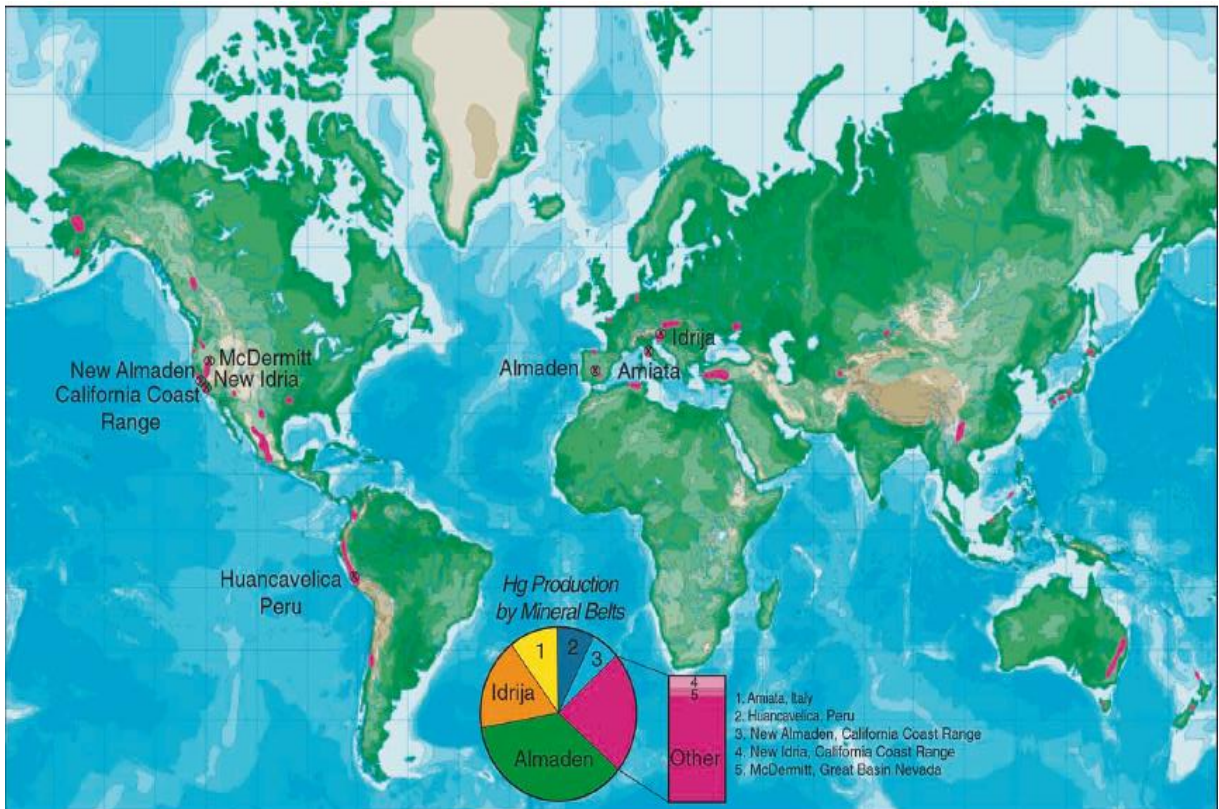 McDermitt
New Almaden
New Idria
California Coast
Range
Almaden
Idrija
Amiata
Huancavelica
Peru
Hg Production
by Mineral Belts
1
2
3
Idrija
Almaden
4
5
Other
1. Amiata, Italy
2. Huancavelica, Peru
3. New Almaden, California Coast Range
4. New Idria, California Coast Range
5. McDermitt, Great Basin Nevada